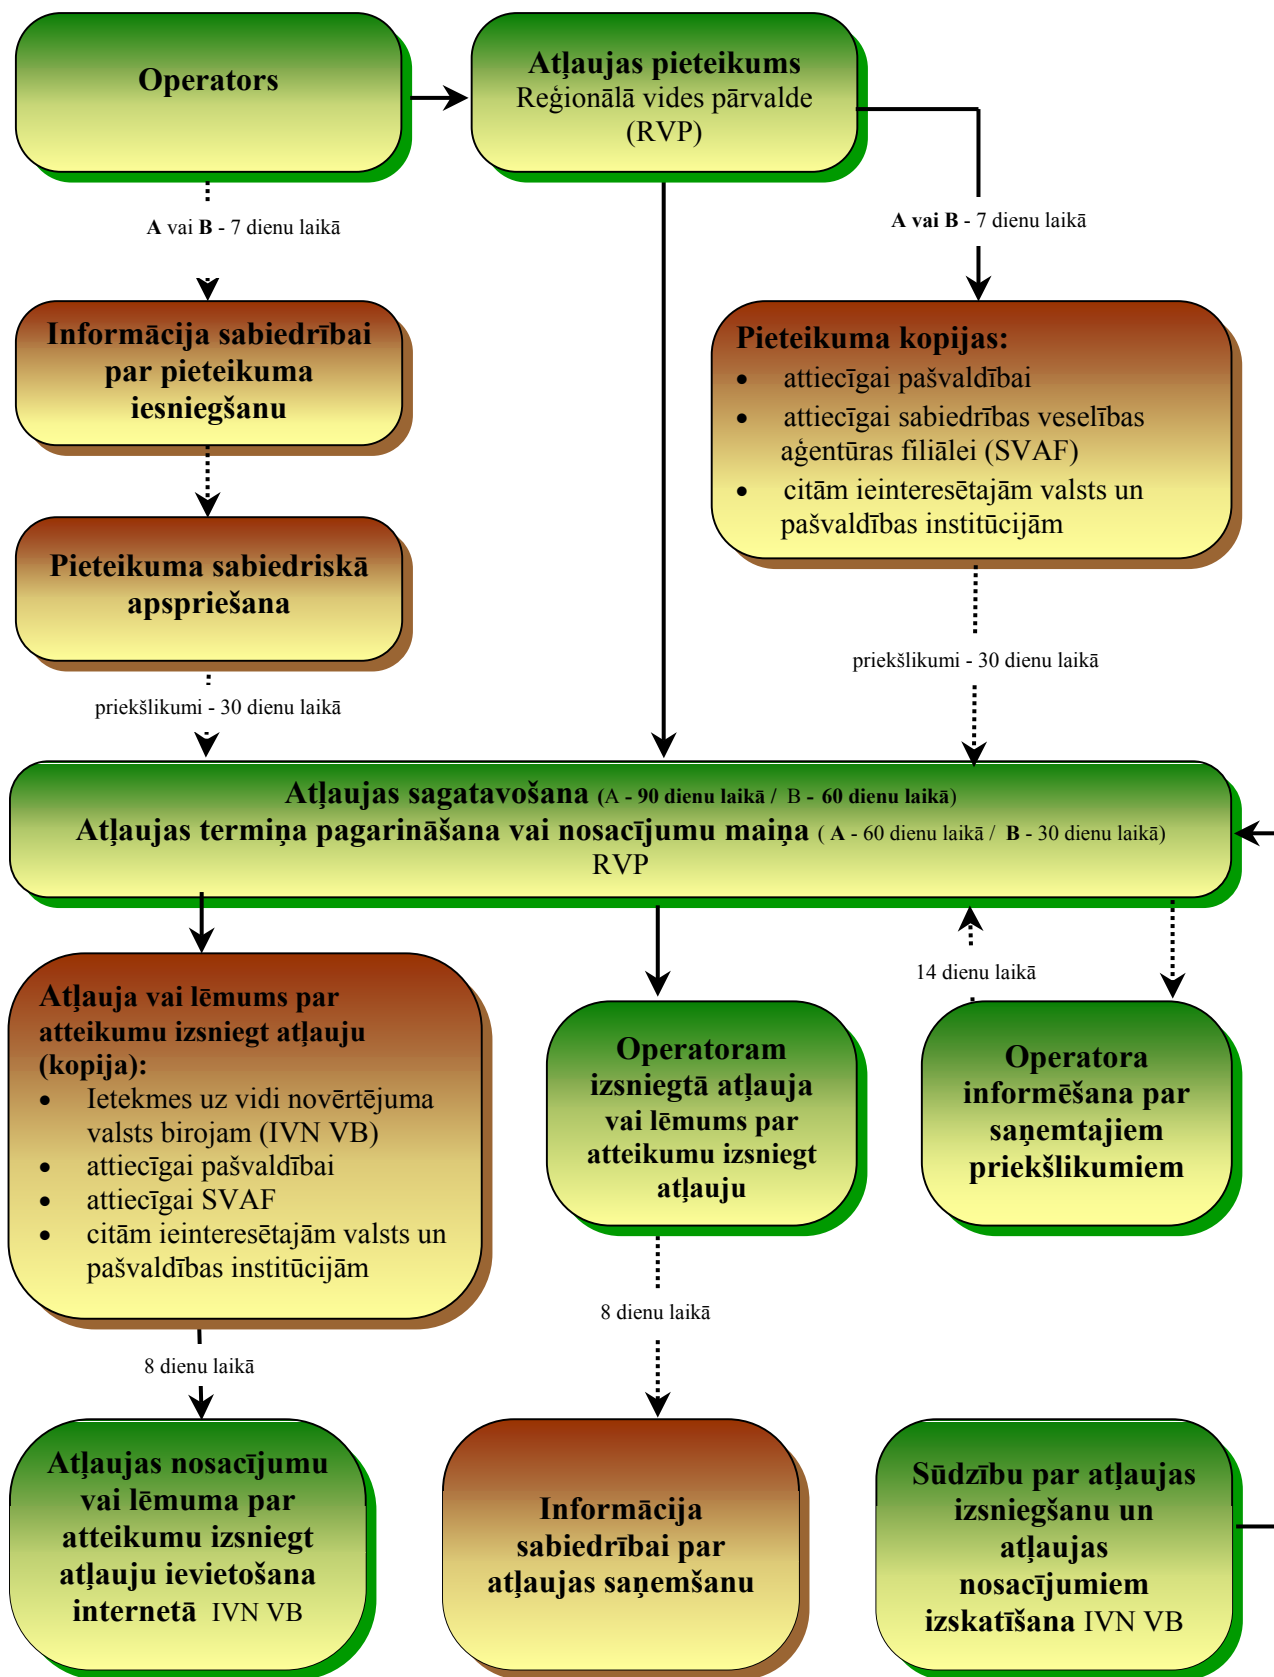 Operators
Atļaujas pieteikums
Reģionālā vides pārvalde
(RVP)
A vai B - 7 dienu laikā
A vai B - 7 dienu laikā
Informācija sabiedrībai
par pieteikuma
iesniegšanu
Pieteikuma kopijas:
• attiecīgai pašvaldībai
• attiecīgai sabiedrības veselības
aģentūras filiālei (SVAF)
• citām ieinteresētajām valsts un
pašvaldības institūcijām
Pieteikuma sabiedriskā
apspriešana
priekšlikumi - 30 dienu laikā
priekšlikumi - 30 dienu laikā
Atļaujas sagatavošana (A - 90 dienu laikā / B - 60 dienu laikā)
Atļaujas termiņa pagarināšana vai nosacījumu maiņa ( A - 60 dienu laikā / B - 30 dienu laikā)
RVP
14 dienu laikā
Atļauja vai lēmums par
atteikumu izsniegt atļauju
(kopija):
• Ietekmes uz vidi novērtējuma
valsts birojam (IVN VB)
• attiecīgai pašvaldībai
• attiecīgai SVAF
• citām ieinteresētajām valsts un
pašvaldības institūcijām
Operatoram
izsniegtā atļauja
vai lēmums par
atteikumu izsniegt
atļauju
Operatora
informēšana par
saņemtajiem
priekšlikumiem
8 dienu laikā
8 dienu laikā
Atļaujas nosacījumu
vai lēmuma par
atteikumu izsniegt
atļauju ievietošana
internetā IVN VB
Informācija
sabiedrībai par
atļaujas saņemšanu
Sūdzību par atļaujas
izsniegšanu un
atļaujas
nosacījumiem
izskatīšana IVN VB